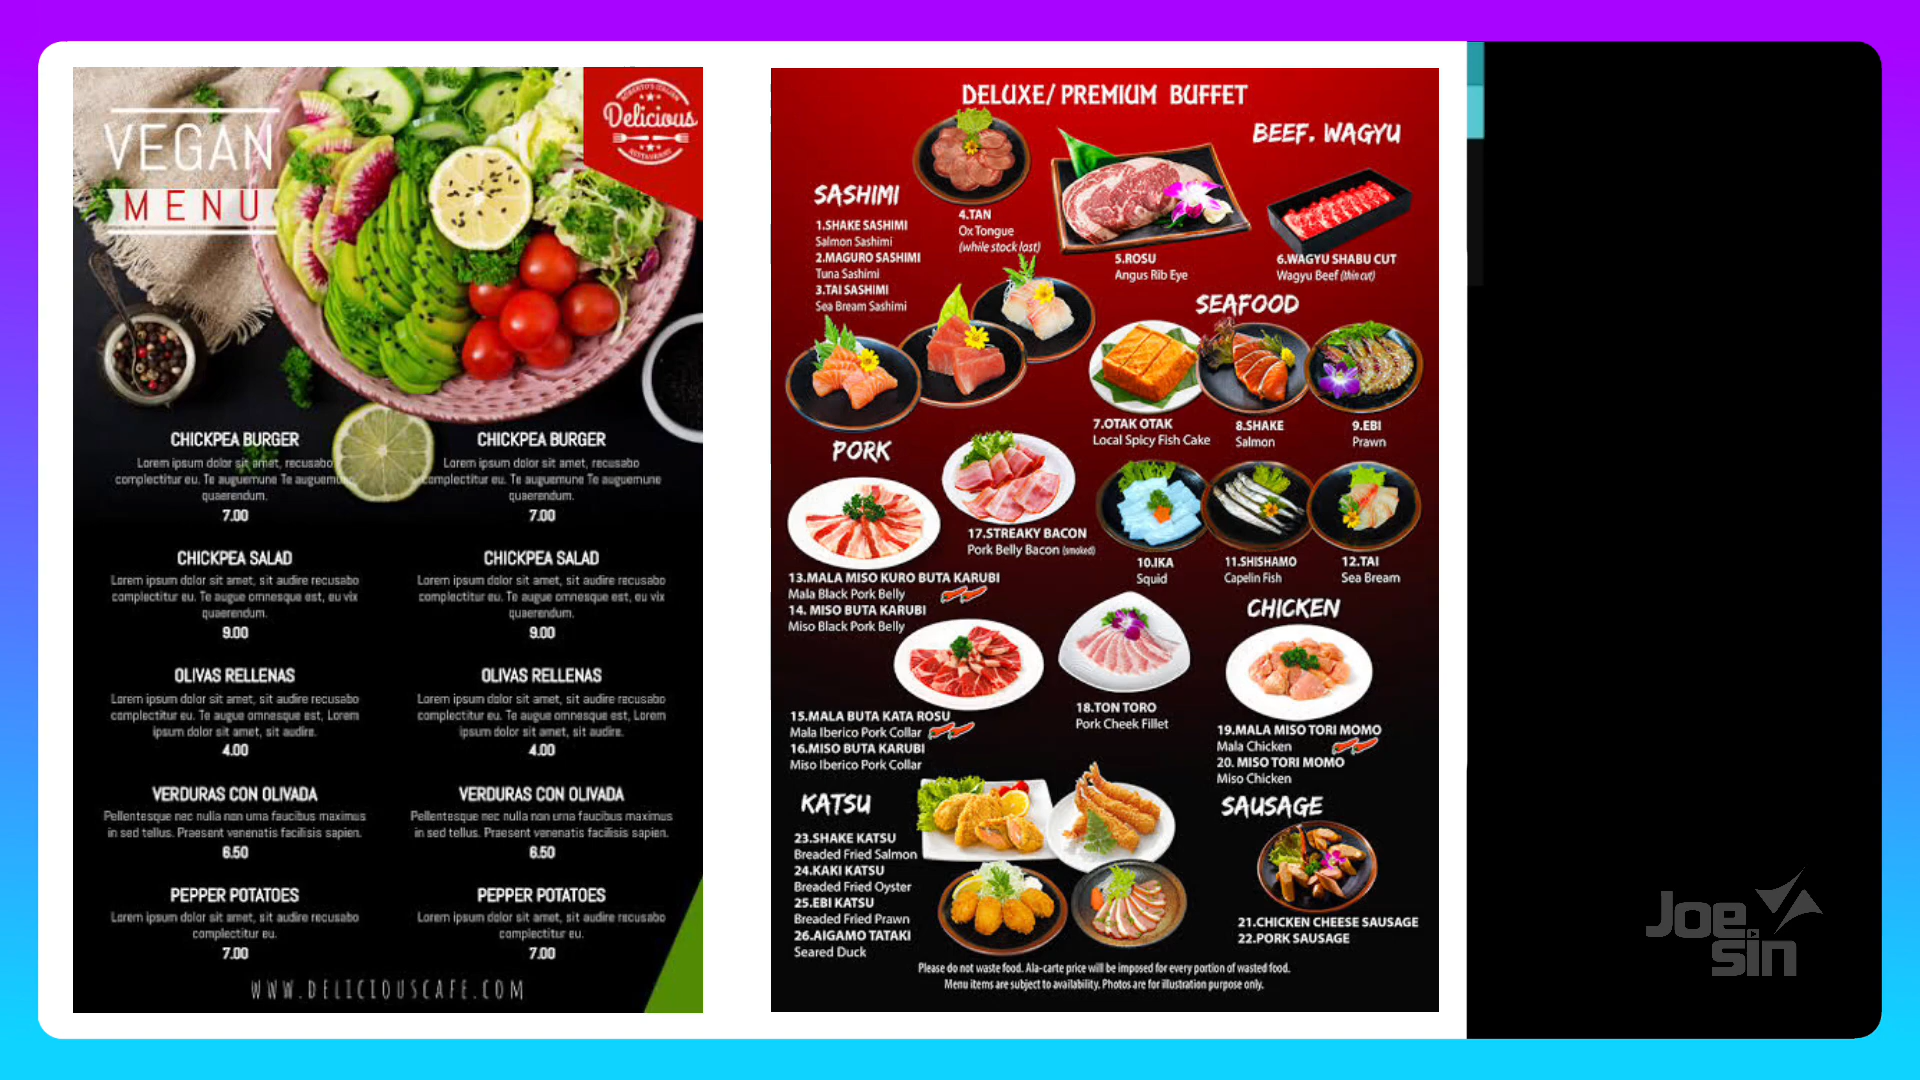 VEGAN
MENU
Delicious
RESTAURANT
CHICKPEA BURGER
Lorem ipsum dolor sit amet, recusabo
complectitur eu. Te auguemune Te auguemune
quaerendum.
7.00
CHICKPEA SALAD
Lorem ipsum dolor sit amet, sit audire recusabo
complectitur eu. Te augue omnesque est, eu vix
quaerendum.
9.00
OLIVAS RELLENAS
Lorem ipsum dolor sit amet, sit audire recusabo
complectitur eu. Te augue omnesque est, Lorem
ipsum dolor sit amet, sit audire.
4.00
VERDURAS CON OLIVADA
Pellentesque nec nulla non urna faucibus maximus
in sed tellus. Praesent venenatis facilisis sapien.
6.50
PEPPER POTATOES
Lorem ipsum dolor sit amet, sit audire recusabo
complectitur eu.
7.00
CHICKPEA BURGER
Lorem ipsum dolor sit amet, recusabo
complectitur eu. Te auguemune Te auguemune
quaerendum.
7.00
CHICKPEA SALAD
Lorem ipsum dolor sit amet, sit audire recusabo
complectitur eu. Te augue omnesque est, eu vix
quaerendum.
9.00
OLIVAS RELLENAS
Lorem ipsum dolor sit amet, sit audire recusabo
complectitur eu. Te augue omnesque est, Lorem
ipsum dolor sit amet, sit audire.
4.00
VERDURAS CON OLIVADA
Pellentesque nec nulla non urna faucibus maximus
in sed tellus. Praesent venenatis facilisis sapien.
6.50
PEPPER POTATOES
Lorem ipsum dolor sit amet, sit audire recusabo
complectitur eu.
7.00
WWW.DELICIOUSCAFE.COM
DELUXE/ PREMIUM BUFFET
SASHIMI
1.SHAKE SASHIMI
Salmon Sashimi
2.MAGURO SASHIMI
Tuna Sashimi
3.TAI SASHIMI
Sea Bream Sashimi
BEEF. WAGYU
4.TAN
Ox Tongue
(while stock last)
5.ROSU
Angus Rib Eye
6.WAGYU SHABU CUT
Wagyu Beef (thin cut)
SEAFOOD
7.OTAK OTAK
Local Spicy Fish Cake
8.SHAKE
Salmon
9.EBI
Prawn
10.IKA
Squid
11.SHISHAMO
Capelin Fish
12.TAI
Sea Bream
PORK
17.STREAKY BACON
Pork Belly Bacon (smoked)
13.MALA MISO KURO BUTA KARUBI
Mala Black Pork Belly
14. MISO BUTA KARUBI
Miso Black Pork Belly
15.MALA BUTA KATA ROSU
Mala Iberico Pork Collar
16.MISO BUTA KARUBI
Miso Iberico Pork Collar
18.TON TORO
Pork Cheek Fillet
CHICKEN
19.MALA MISO TORI MOMO
Mala Chicken
20. MISO TORI MOMO
Miso Chicken
KATSU
23.SHAKE KATSU
Breaded Fried Salmon
24.KAKI KATSU
Breaded Fried Oyster
25.EBI KATSU
Breaded Fried Prawn
26.AIGAMO TATAKI
Seared Duck
SAUSAGE
21.CHICKEN CHEESE SAUSAGE
22.PORK SAUSAGE
Please do not waste food. Ala-carte price will be imposed for every portion of wasted food.
Menu items are subject to availability. Photos are for illustration purpose only.
Joe
Sin